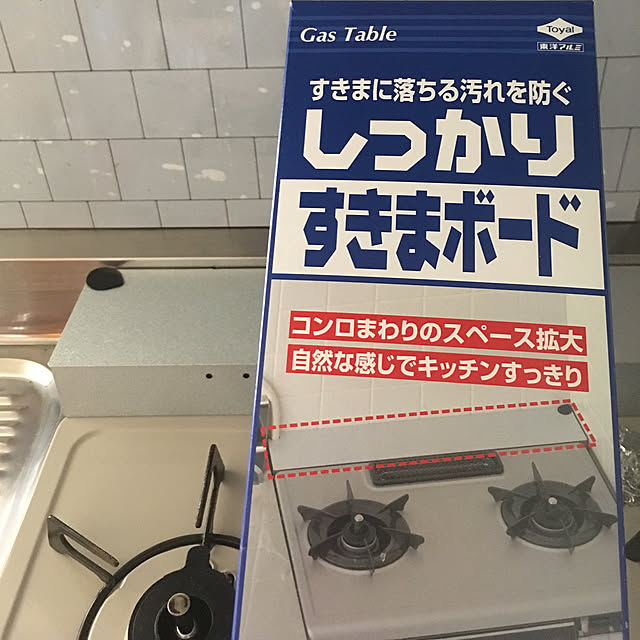 Gas Table
Toyal
東洋アルミ
すきまに落ちる汚れを防ぐ
しっかり
すきまボード
コンロまわりのスペース拡大
自然な感じでキッチンすっきり